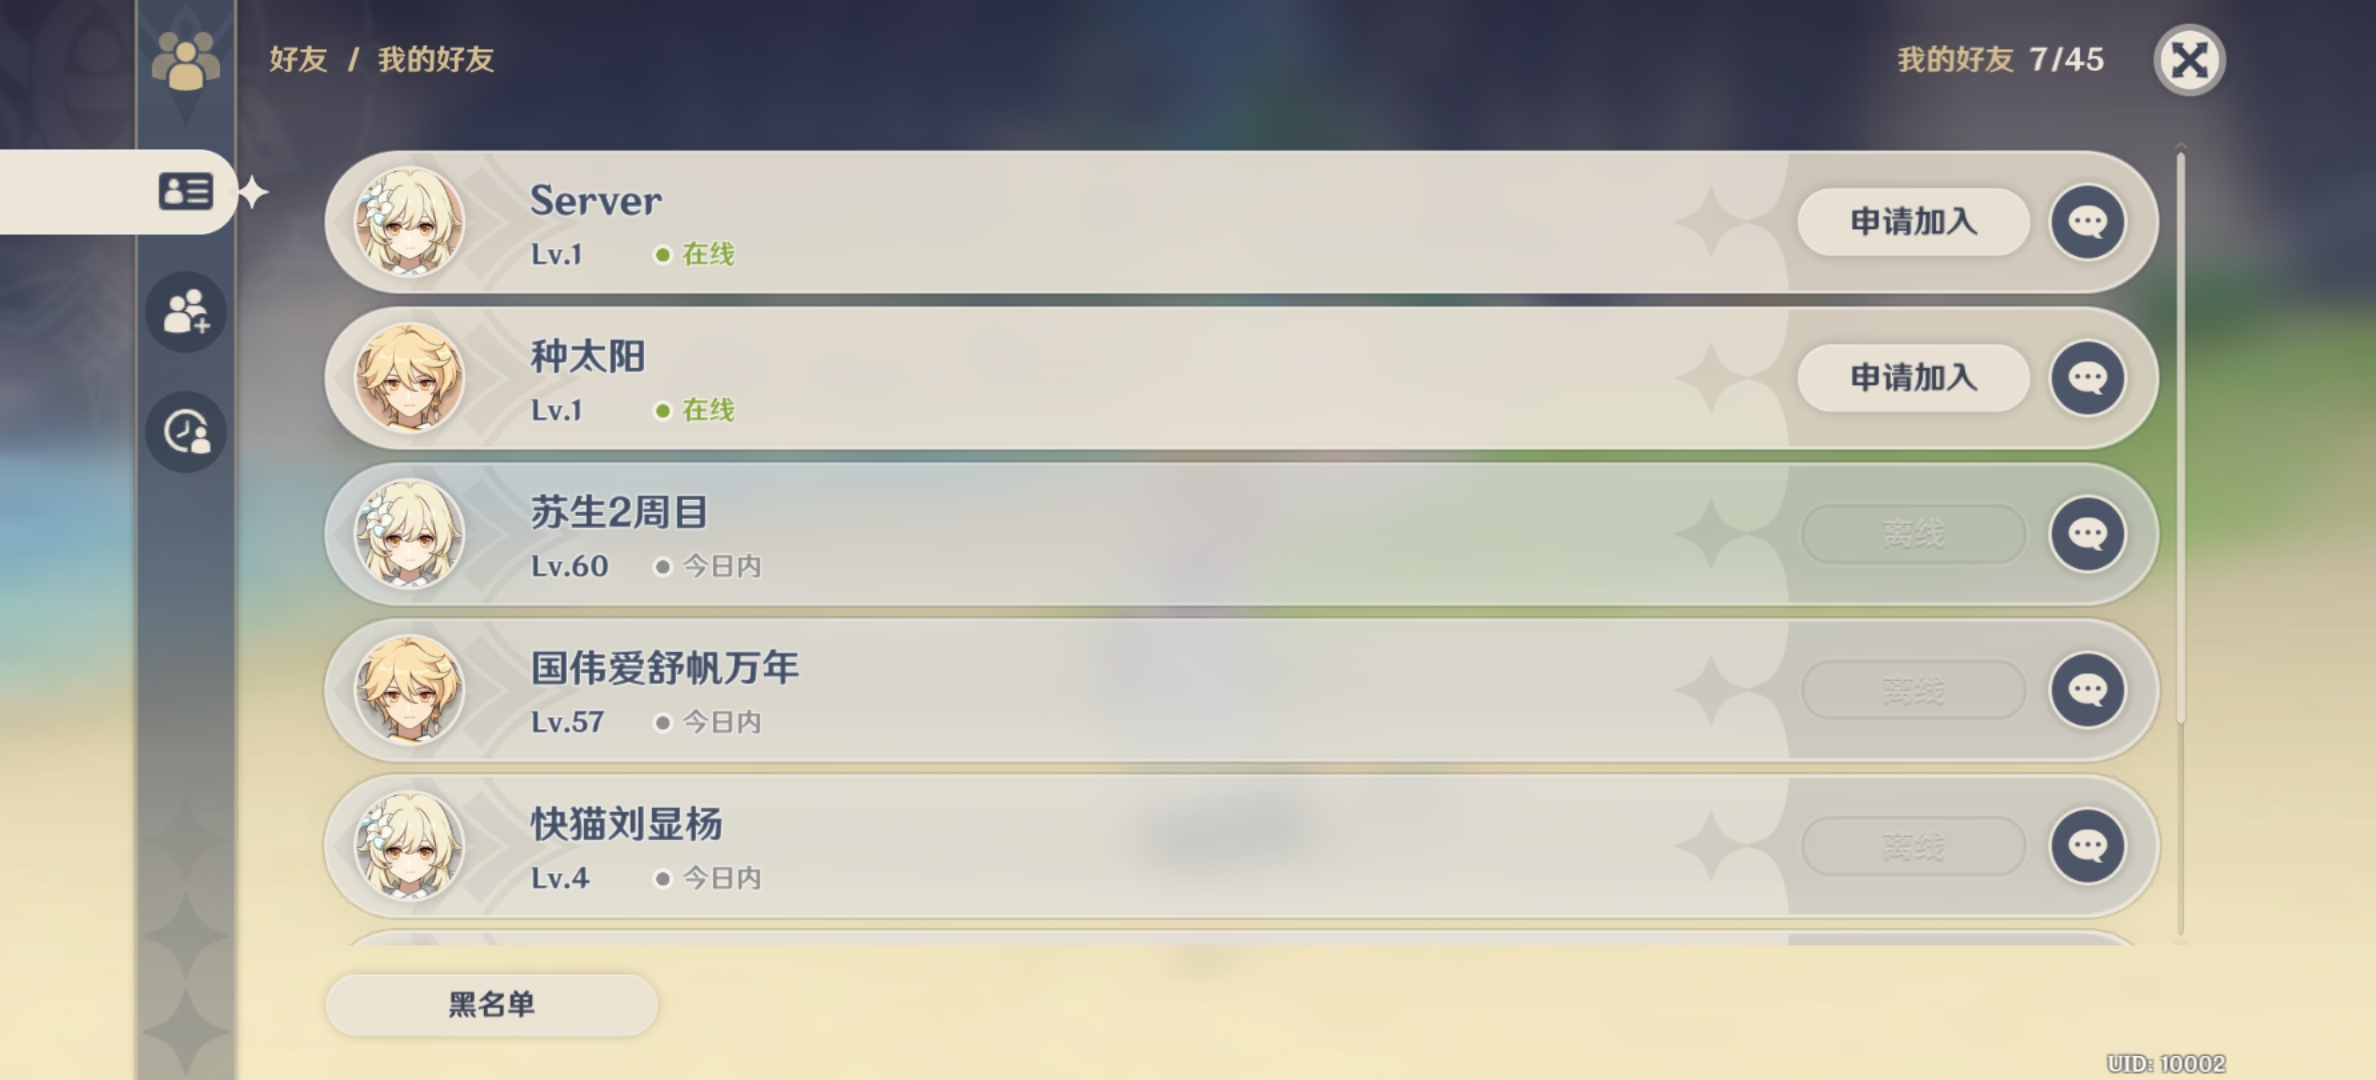 好友 / 我的好友
我的好友 7/45
Server
Lv.1 在线
申请加入
种太阳
Lv.1 在线
申请加入
苏生2周目
Lv.60 今日内
离线
国伟爱舒帆万年
Lv.57 今日内
离线
快猫刘显杨
Lv.4 今日内
离线
黑名单
UID: 10002